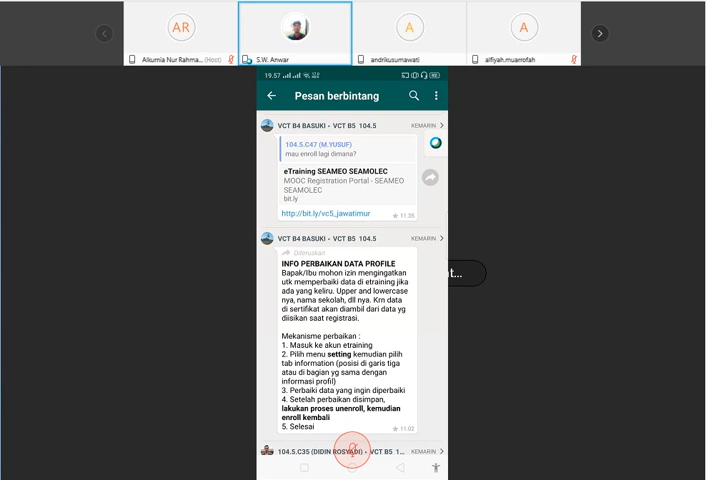 AR
A
A
Alkurnia Nur Rahma... (Host)
S.W. Anwar
andrikusumawati
alfiyah.muarrofah
19.57
Pesan berbintang
VCT B4 BASUKI • VCT B5 104.5
KEMARIN
104.5.C47 (M.YUSUF)
mau enroll lagi dimana?
eTraining SEAMEO SEAMOLEC
MOOC Registration Portal - SEAMEO
SEAMOLEC
bit.ly
http://bit.ly/vc5_jawatimur
11.35
VCT B4 BASUKI • VCT B5 104.5
KEMARIN
Diteruskan
INFO PERBAIKAN DATA PROFILE
Bapak/Ibu mohon izin mengingatkan
utk memperbaiki data di etraining jika
ada yang keliru. Upper and lowercase
nya, nama sekolah, dll nya. Krn data
di sertifikat akan diambil dari data yg
diisikan saat registrasi.
Mekanisme perbaikan :
1. Masuk ke akun etraining
2. Pilih menu setting kemudian pilih
tab information (posisi di garis tiga
atau di bagian yg sama dengan
informasi profil)
3. Perbaiki data yang ingin diperbaiki
4. Setelah perbaikan disimpan,
lakukan proses unenroll, kemudian
enroll kembali
5. Selesai
11.02
t...
104.5.C35 (DIDIN ROSYADI) • VCT B5 1...
KEMARIN